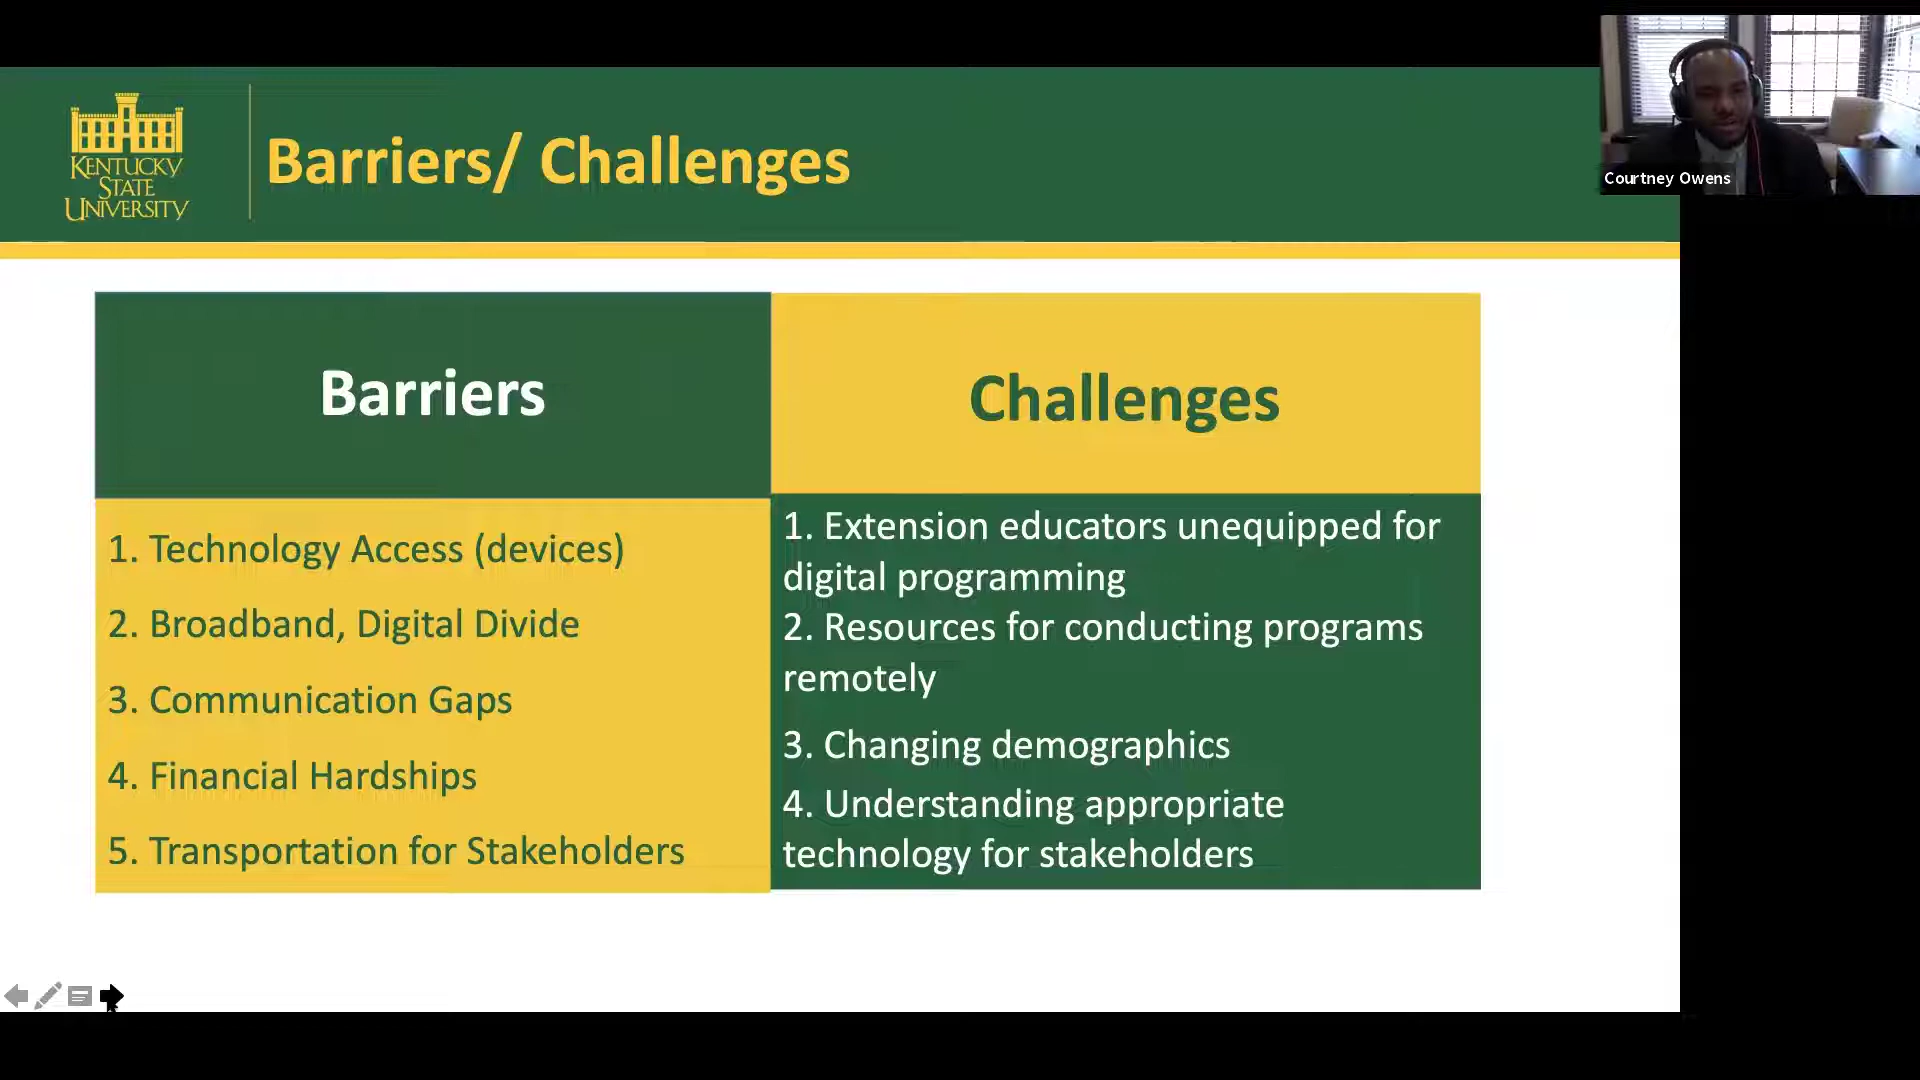 KENTUCKY
STATE
UNIVERSITY
Barriers/ Challenges
Courtney Owens
Barriers
Challenges
1. Technology Access (devices)
2. Broadband, Digital Divide
3. Communication Gaps
4. Financial Hardships
5. Transportation for Stakeholders
1. Extension educators unequipped for
digital programming
2. Resources for conducting programs
remotely
3. Changing demographics
4. Understanding appropriate
technology for stakeholders